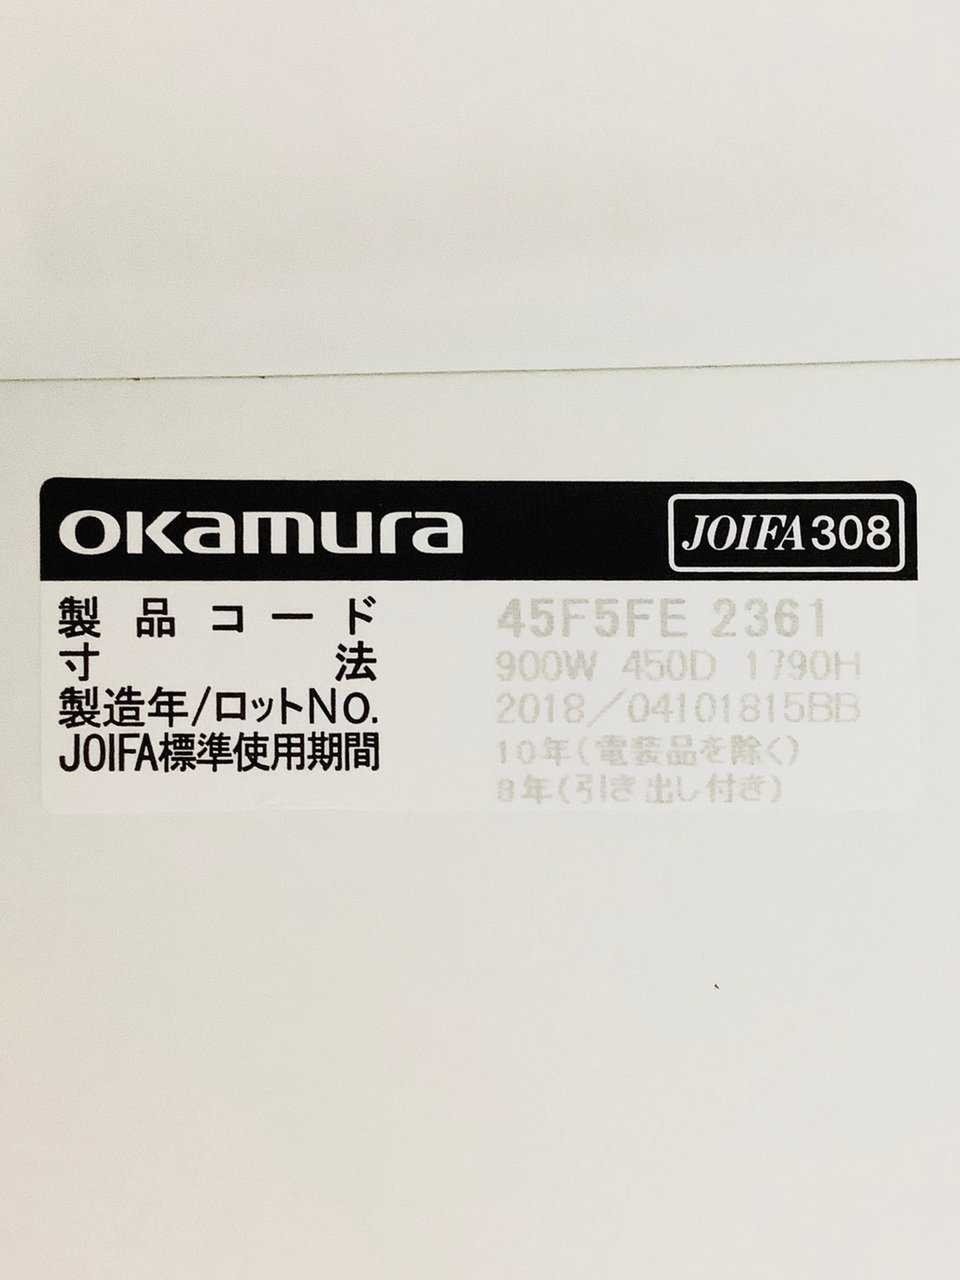 OKamura JOIFA308
製品コード 45F5FE 2361
寸法 900W 450D 1790H
製造年/ロットNo. 2018/04101815BB
JOIFA標準使用期間 10年(電装品を除く)
8年(引き出し付き)